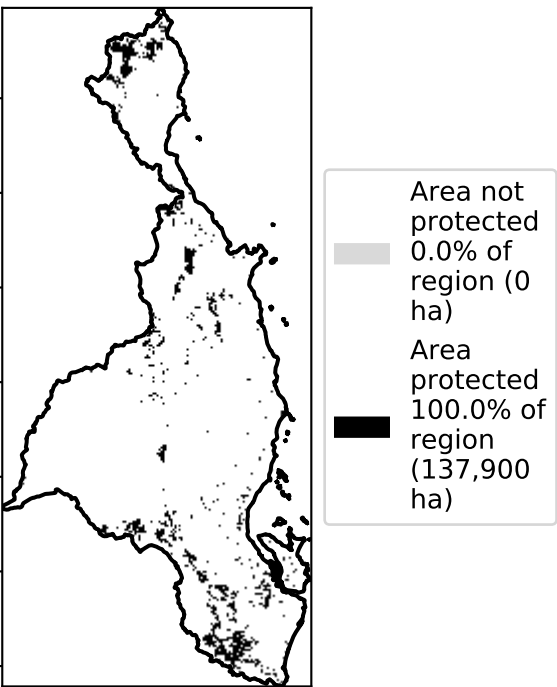 Area not
protected
0.0% of
region (0
ha)
Area
protected
100.0% of
region
(137,900
ha)